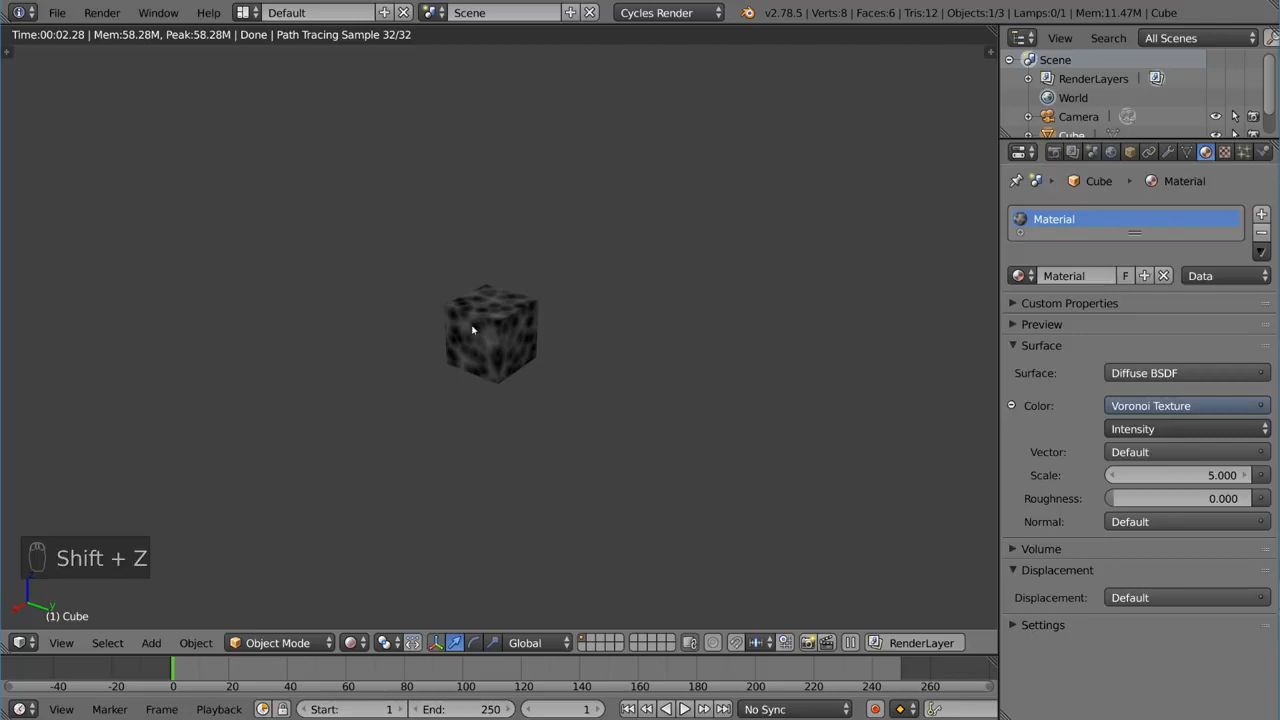 File Render Window Help Default Scene Cycles Render v2.78.5 | Verts:8 | Faces:6 | Tris:12 | Objects:1/3 | Lamps:0/1 | Mem:11.47M | Cube
Time:00:02.28 | Mem:58.28M, Peak:58.28M | Done | Path Tracing Sample 32/32
View Search All Scenes
Scene
RenderLayers
World
Camera
Cube
Cube Material
Material
Material F Data
Custom Properties
Preview
Surface
Surface: Diffuse BSDF
Color: Voronoi Texture
Intensity
Vector: Default
Scale: 5.000
Roughness: 0.000
Normal: Default
Volume
Displacement
Displacement: Default
Settings
Shift + Z
z
y
(1) Cube
View Select Add Object Object Mode Global RenderLayer
-40 -20 0 20 40 60 80 100 120 140 160 180 200 220 240 260
View Marker Frame Playback Start: 1 End: 250 1 No Sync